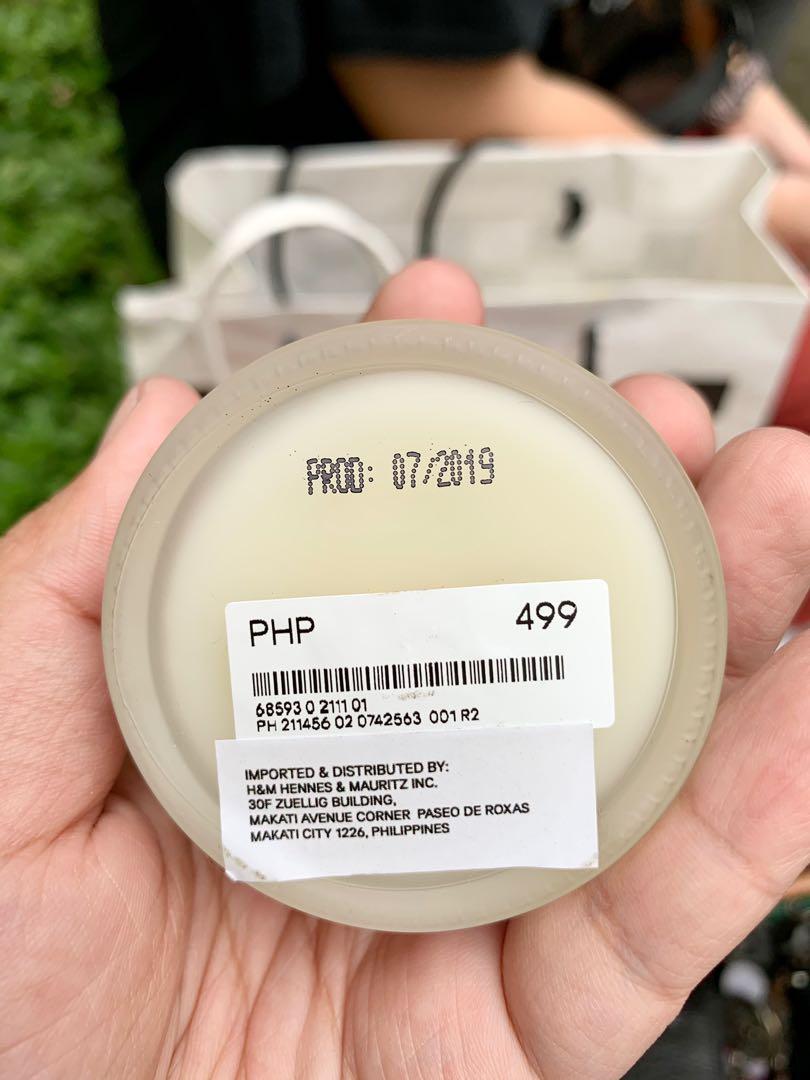 PROD: 07/2019
PHP 499
68593 0 2111 01
PH 211456 02 0742563 001 R2
IMPORTED & DISTRIBUTED BY:
H&M HENNES & MAURITZ INC.
30F ZUELLIG BUILDING,
MAKATI AVENUE CORNER PASEO DE ROXAS
MAKATI CITY 1226, PHILIPPINES